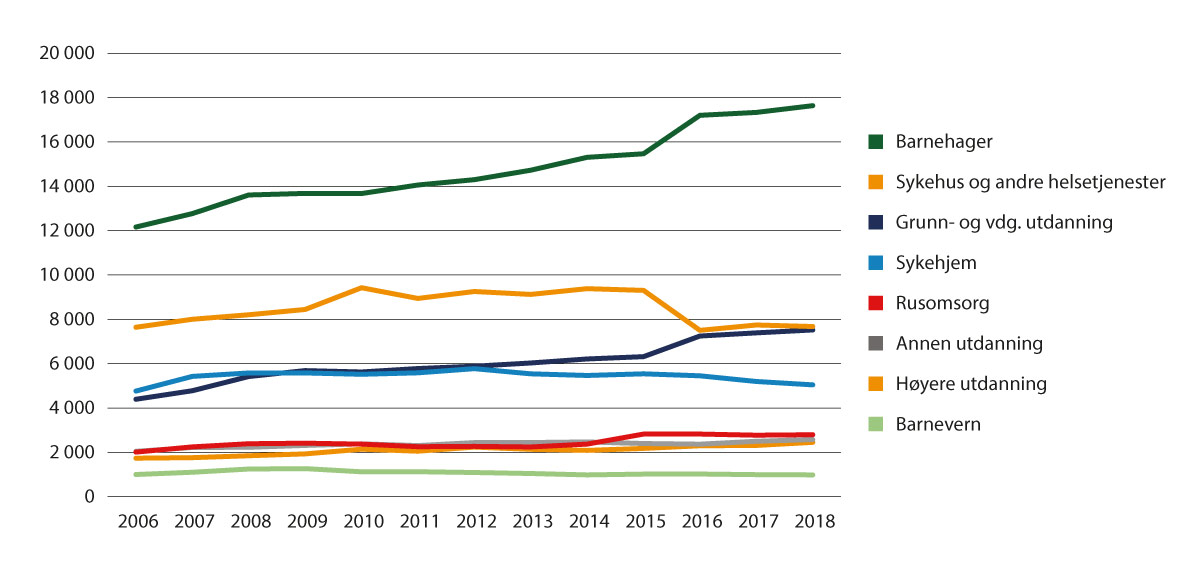 20 000
18 000
16 000
14 000
12 000
10 000
8 000
6 000
4 000
2 000
0
2006 2007 2008 2009 2010 2011 2012 2013 2014 2015 2016 2017 2018
Barnehager
Sykehus og andre helsetjenester
Grunn- og vdg. utdanning
Sykehjem
Rusomsorg
Annen utdanning
Høyere utdanning
Barnevern